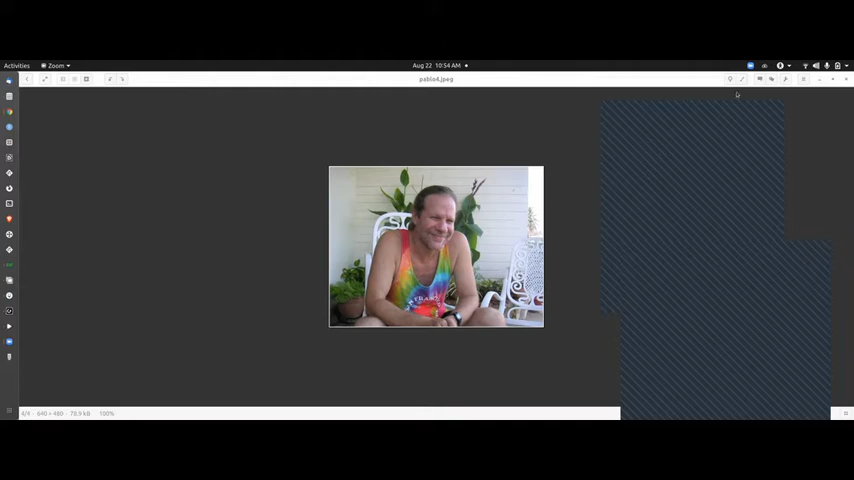 Activities
Zoom
Aug 22 10:54 AM
pablo4.jpeg
4/4 640 × 480 78.9 kB 100%